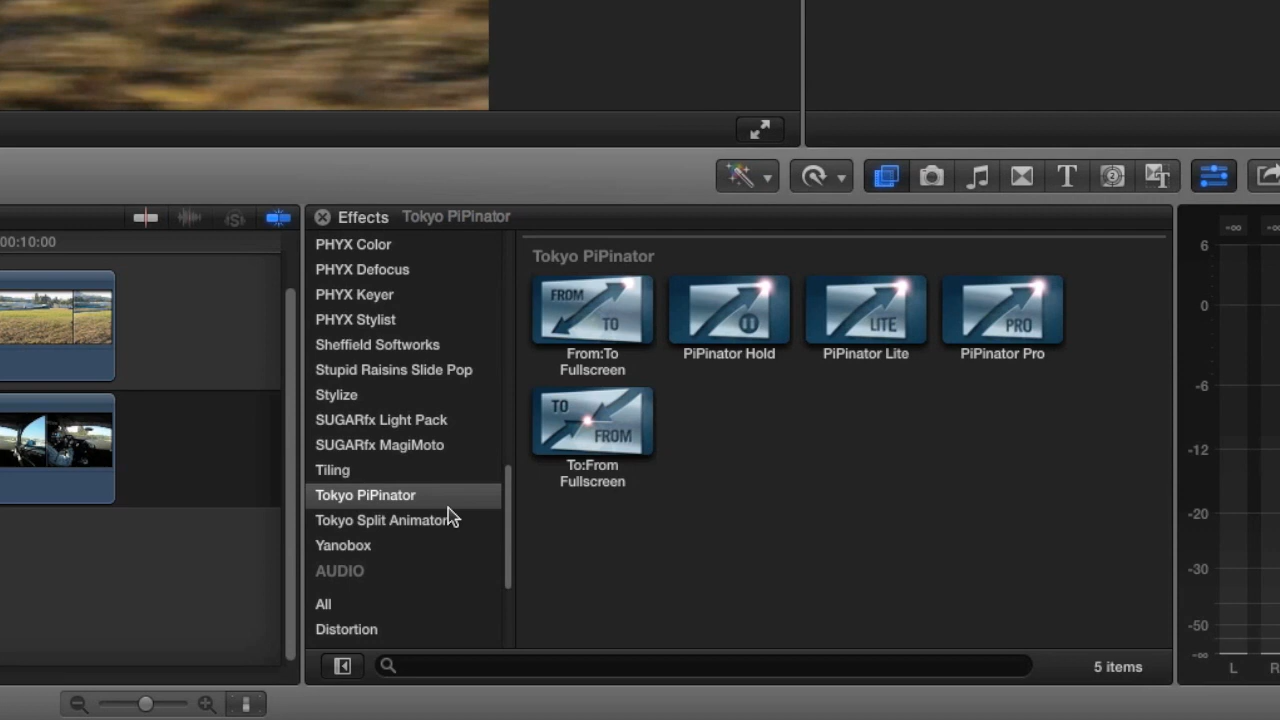 00:10:00
Effects
Tokyo PiPinator
PHYX Color
PHYX Defocus
PHYX Keyer
PHYX Stylist
Sheffield Softworks
Stupid Raisins Slide Pop
Stylize
SUGARfx Light Pack
SUGARfx MagiMoto
Tiling
Tokyo PiPinator
Tokyo Split Animator
Yanobox
AUDIO
All
Distortion
Tokyo PiPinator
FROM
TO
From:To
Fullscreen
PiPinator Hold
LITE
PiPinator Lite
PRO
PiPinator Pro
TO
FROM
To:From
Fullscreen
5 items
T
2
T
S
-∞
-∞
6
0
-6
-12
-20
-30
-50
-∞
L
R